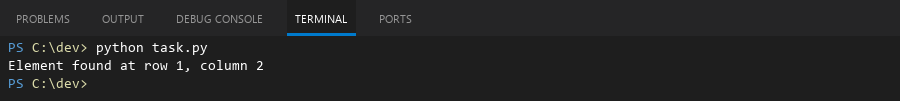 PROBLEMS OUTPUT DEBUG CONSOLE TERMINAL PORTS
PS C:\dev> python task.py
Element found at row 1, column 2
PS C:\dev>